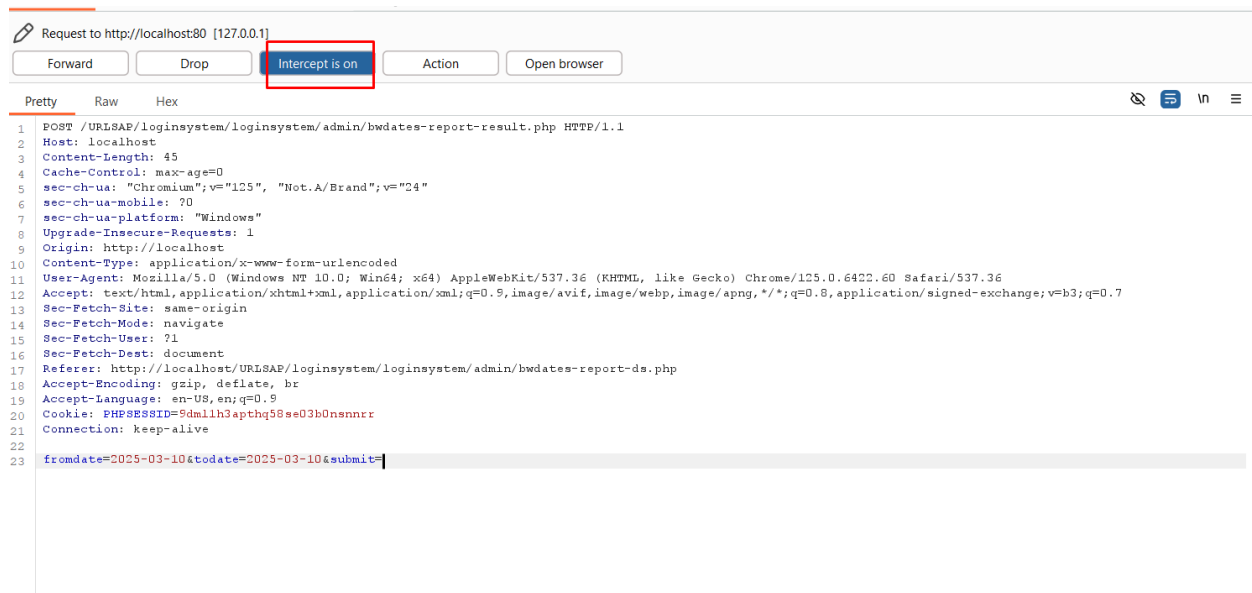 Request to http://localhost:80 [127.0.0.1]
Forward Drop Intercept is on Action Open browser
Pretty Raw Hex \n
1 POST /URLSAP/loginsystem/loginsystem/admin/bwdates-report-result.php HTTP/1.1
2 Host: localhost
3 Content-Length: 45
4 Cache-Control: max-age=0
5 sec-ch-ua: "Chromium";v="125", "Not.A/Brand";v="24"
6 sec-ch-ua-mobile: ?0
7 sec-ch-ua-platform: "Windows"
8 Upgrade-Insecure-Requests: 1
9 Origin: http://localhost
10 Content-Type: application/x-www-form-urlencoded
11 User-Agent: Mozilla/5.0 (Windows NT 10.0; Win64; x64) AppleWebKit/537.36 (KHTML, like Gecko) Chrome/125.0.6422.60 Safari/537.36
12 Accept: text/html,application/xhtml+xml,application/xml;q=0.9,image/avif,image/webp,image/apng,*/*;q=0.8,application/signed-exchange;v=b3;q=0.7
13 Sec-Fetch-Site: same-origin
14 Sec-Fetch-Mode: navigate
15 Sec-Fetch-User: ?1
16 Sec-Fetch-Dest: document
17 Referer: http://localhost/URLSAP/loginsystem/loginsystem/admin/bwdates-report-ds.php
18 Accept-Encoding: gzip, deflate, br
19 Accept-Language: en-US,en;q=0.9
20 Cookie: PHPSESSID=9dmllh3apthq58se03b0nsnnrr
21 Connection: keep-alive
22
23 fromdate=2025-03-10&todate=2025-03-10&submit=